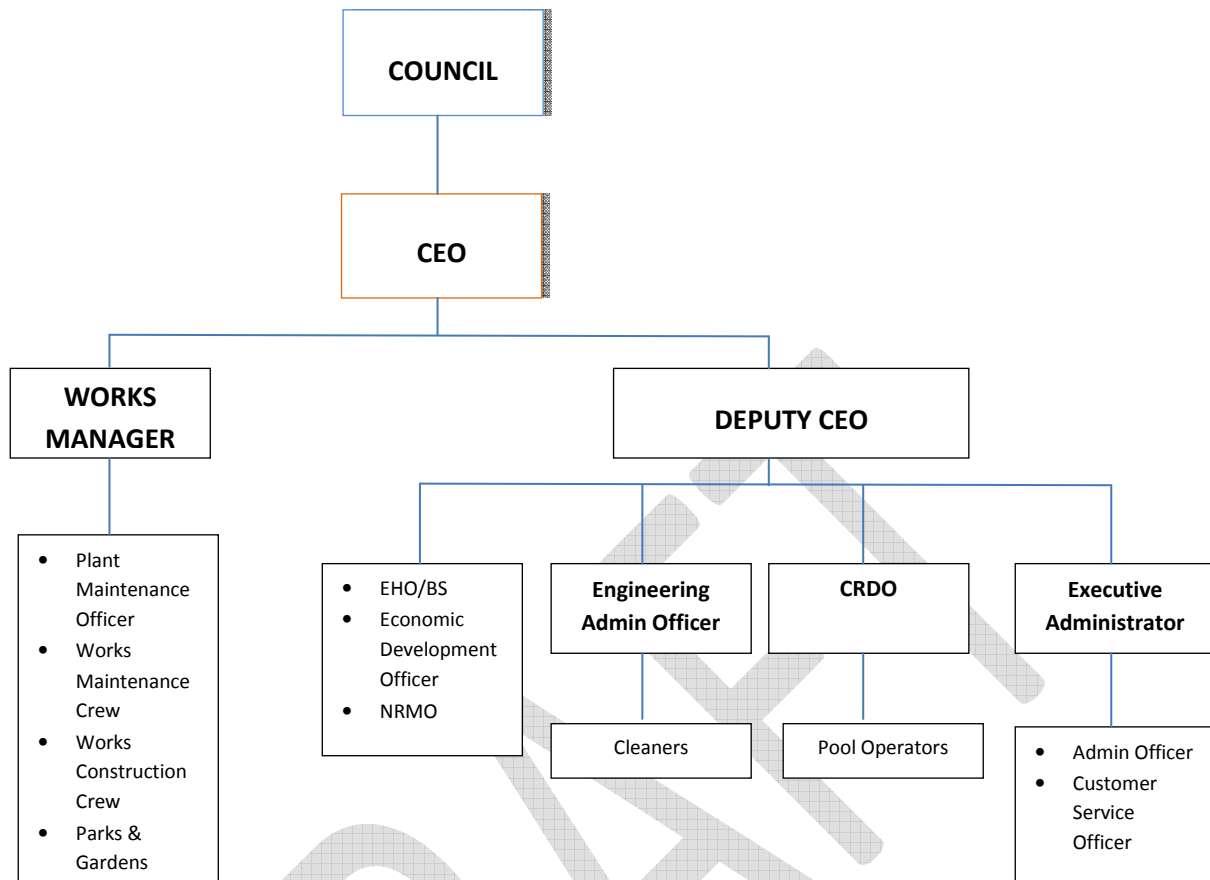 COUNCIL
CEO
WORKS
MANAGER
DEPUTY CEO
• Plant
Maintenance
Officer
• Works
Maintenance
Crew
• Works
Construction
Crew
• Parks &
Gardens
• EHO/BS
• Economic
Development
Officer
• NRMO
Engineering
Admin Officer
Cleaners
CRDO
Pool Operators
Executive
Administrator
• Admin Officer
• Customer
Service
Officer